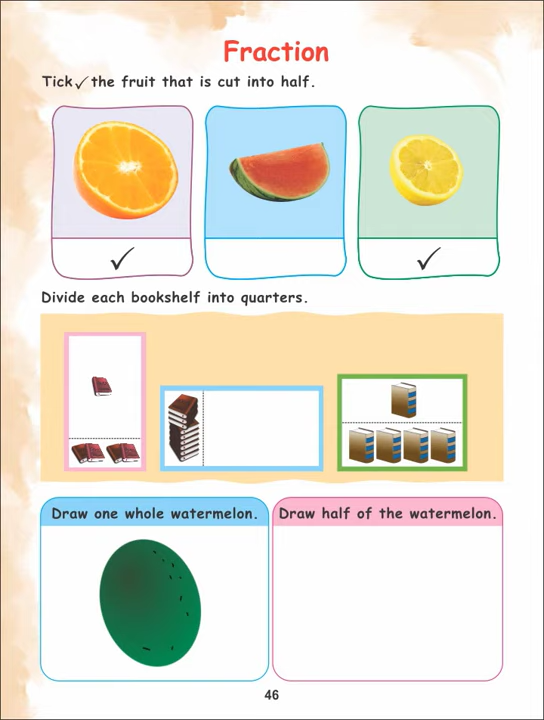 Fraction
Tick ✓ the fruit that is cut into half.
Divide each bookshelf into quarters.
Draw one whole watermelon.
Draw half of the watermelon.
46